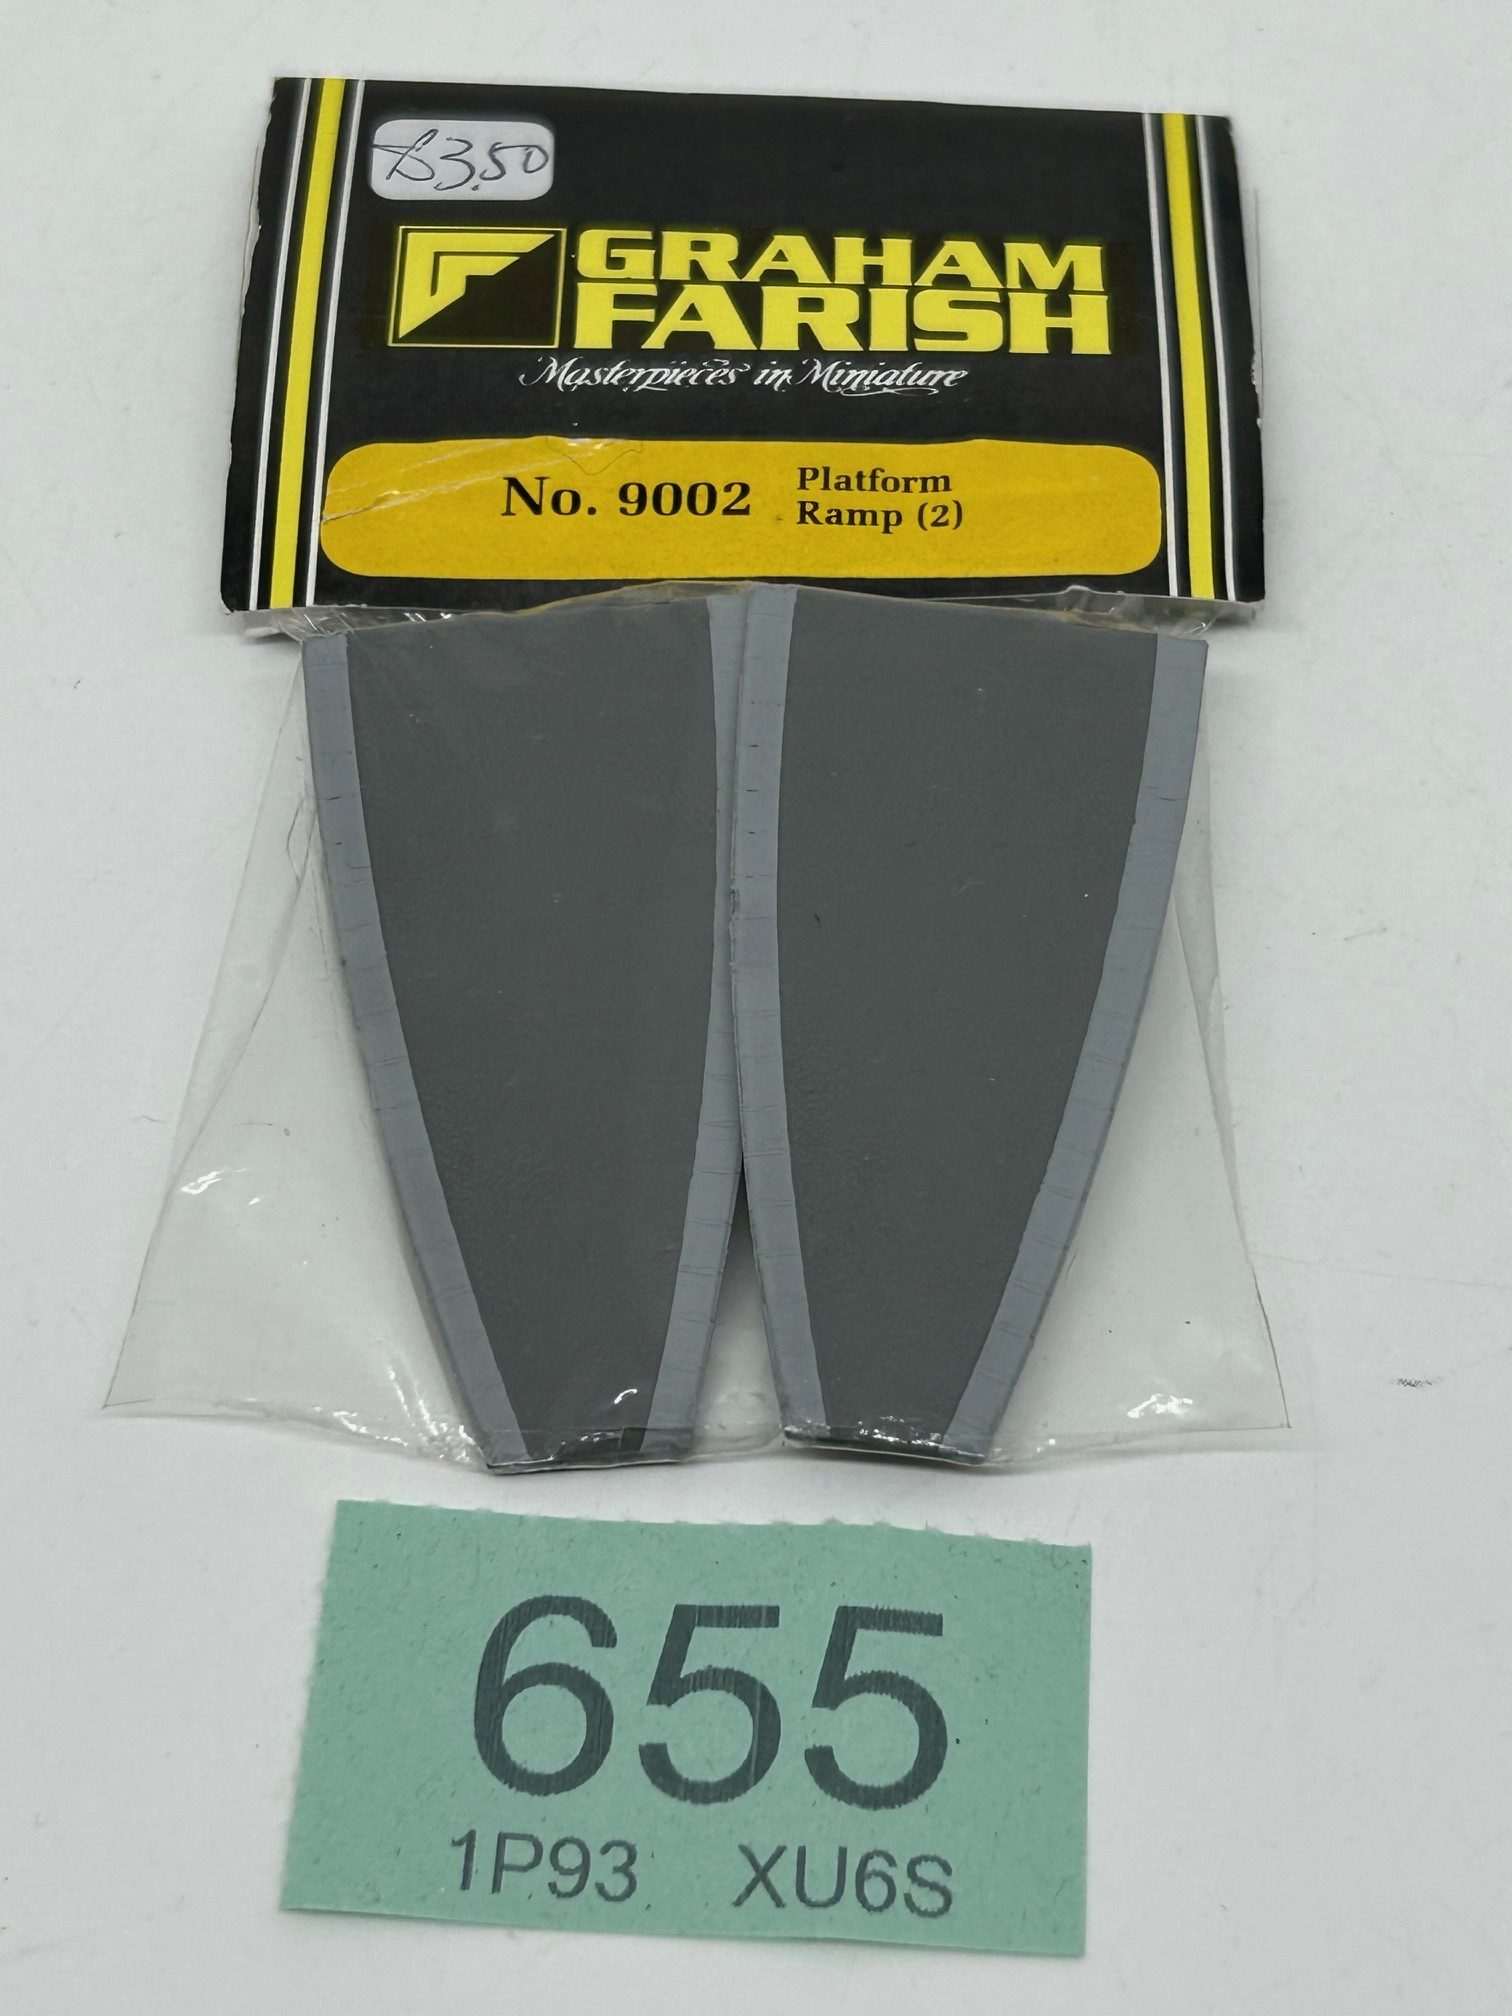 £3.50
GRAHAM
FARISH
Masterpieces in Miniature
No. 9002 Platform
Ramp (2)
655
1P93 XU6S